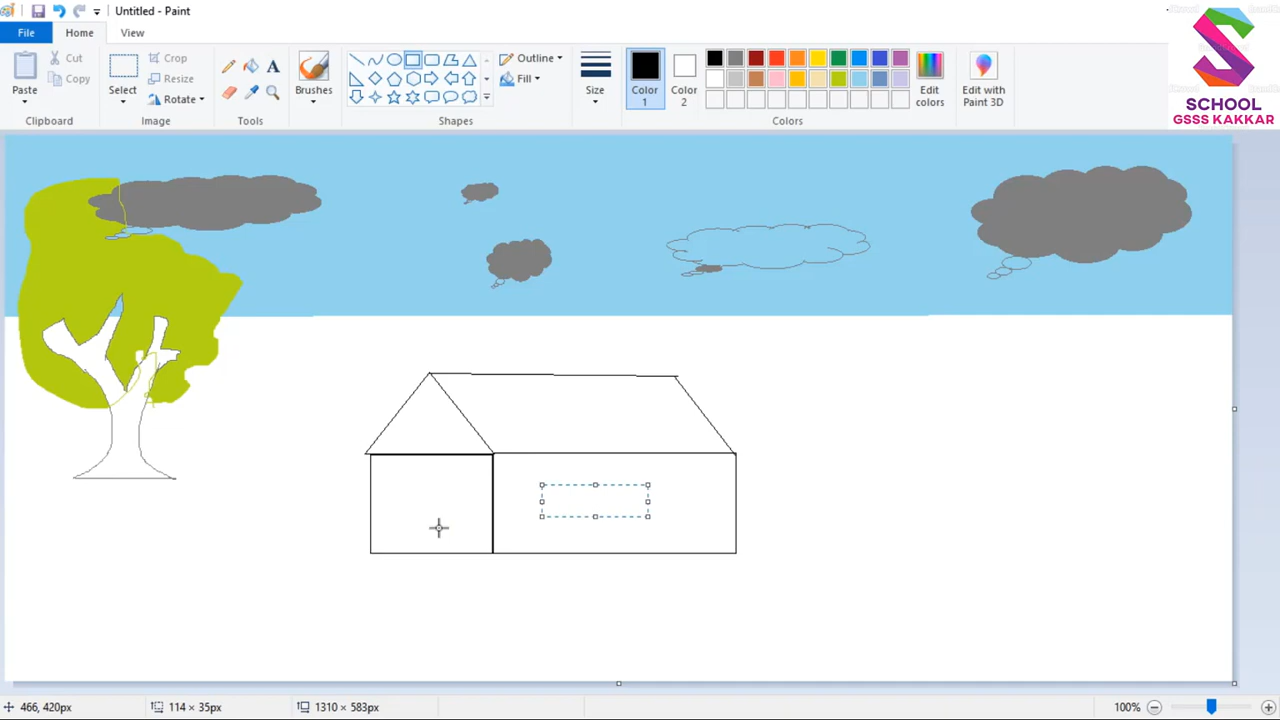 Untitled - Paint
File
Home
View
Paste
Cut
Copy
Clipboard
Select
Crop
Resize
Rotate
Image
Tools
Brushes
Shapes
Outline
Fill
Size
Color
1
Color
2
Edit
colors
Edit with
Paint 3D
Colors
SCHOOL
GSSS KAKKAR
466, 420px
114 × 35px
1310 × 583px
100%